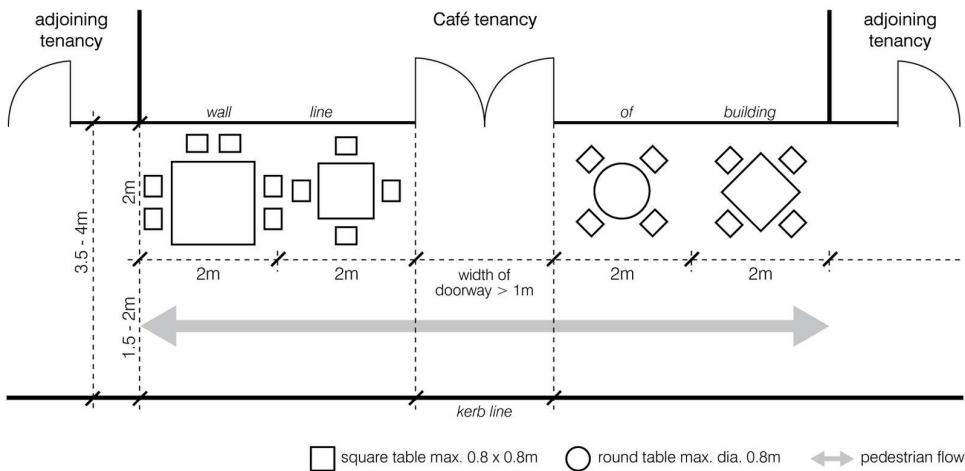 adjoining
tenancy
Café tenancy
adjoining
tenancy
wall line of building
2m
3.5 - 4m
2m 2m
width of
doorway > 1m
2m 2m
1.5 - 2m
kerb line
square table max. 0.8 x 0.8m
round table max. dia. 0.8m
pedestrian flow